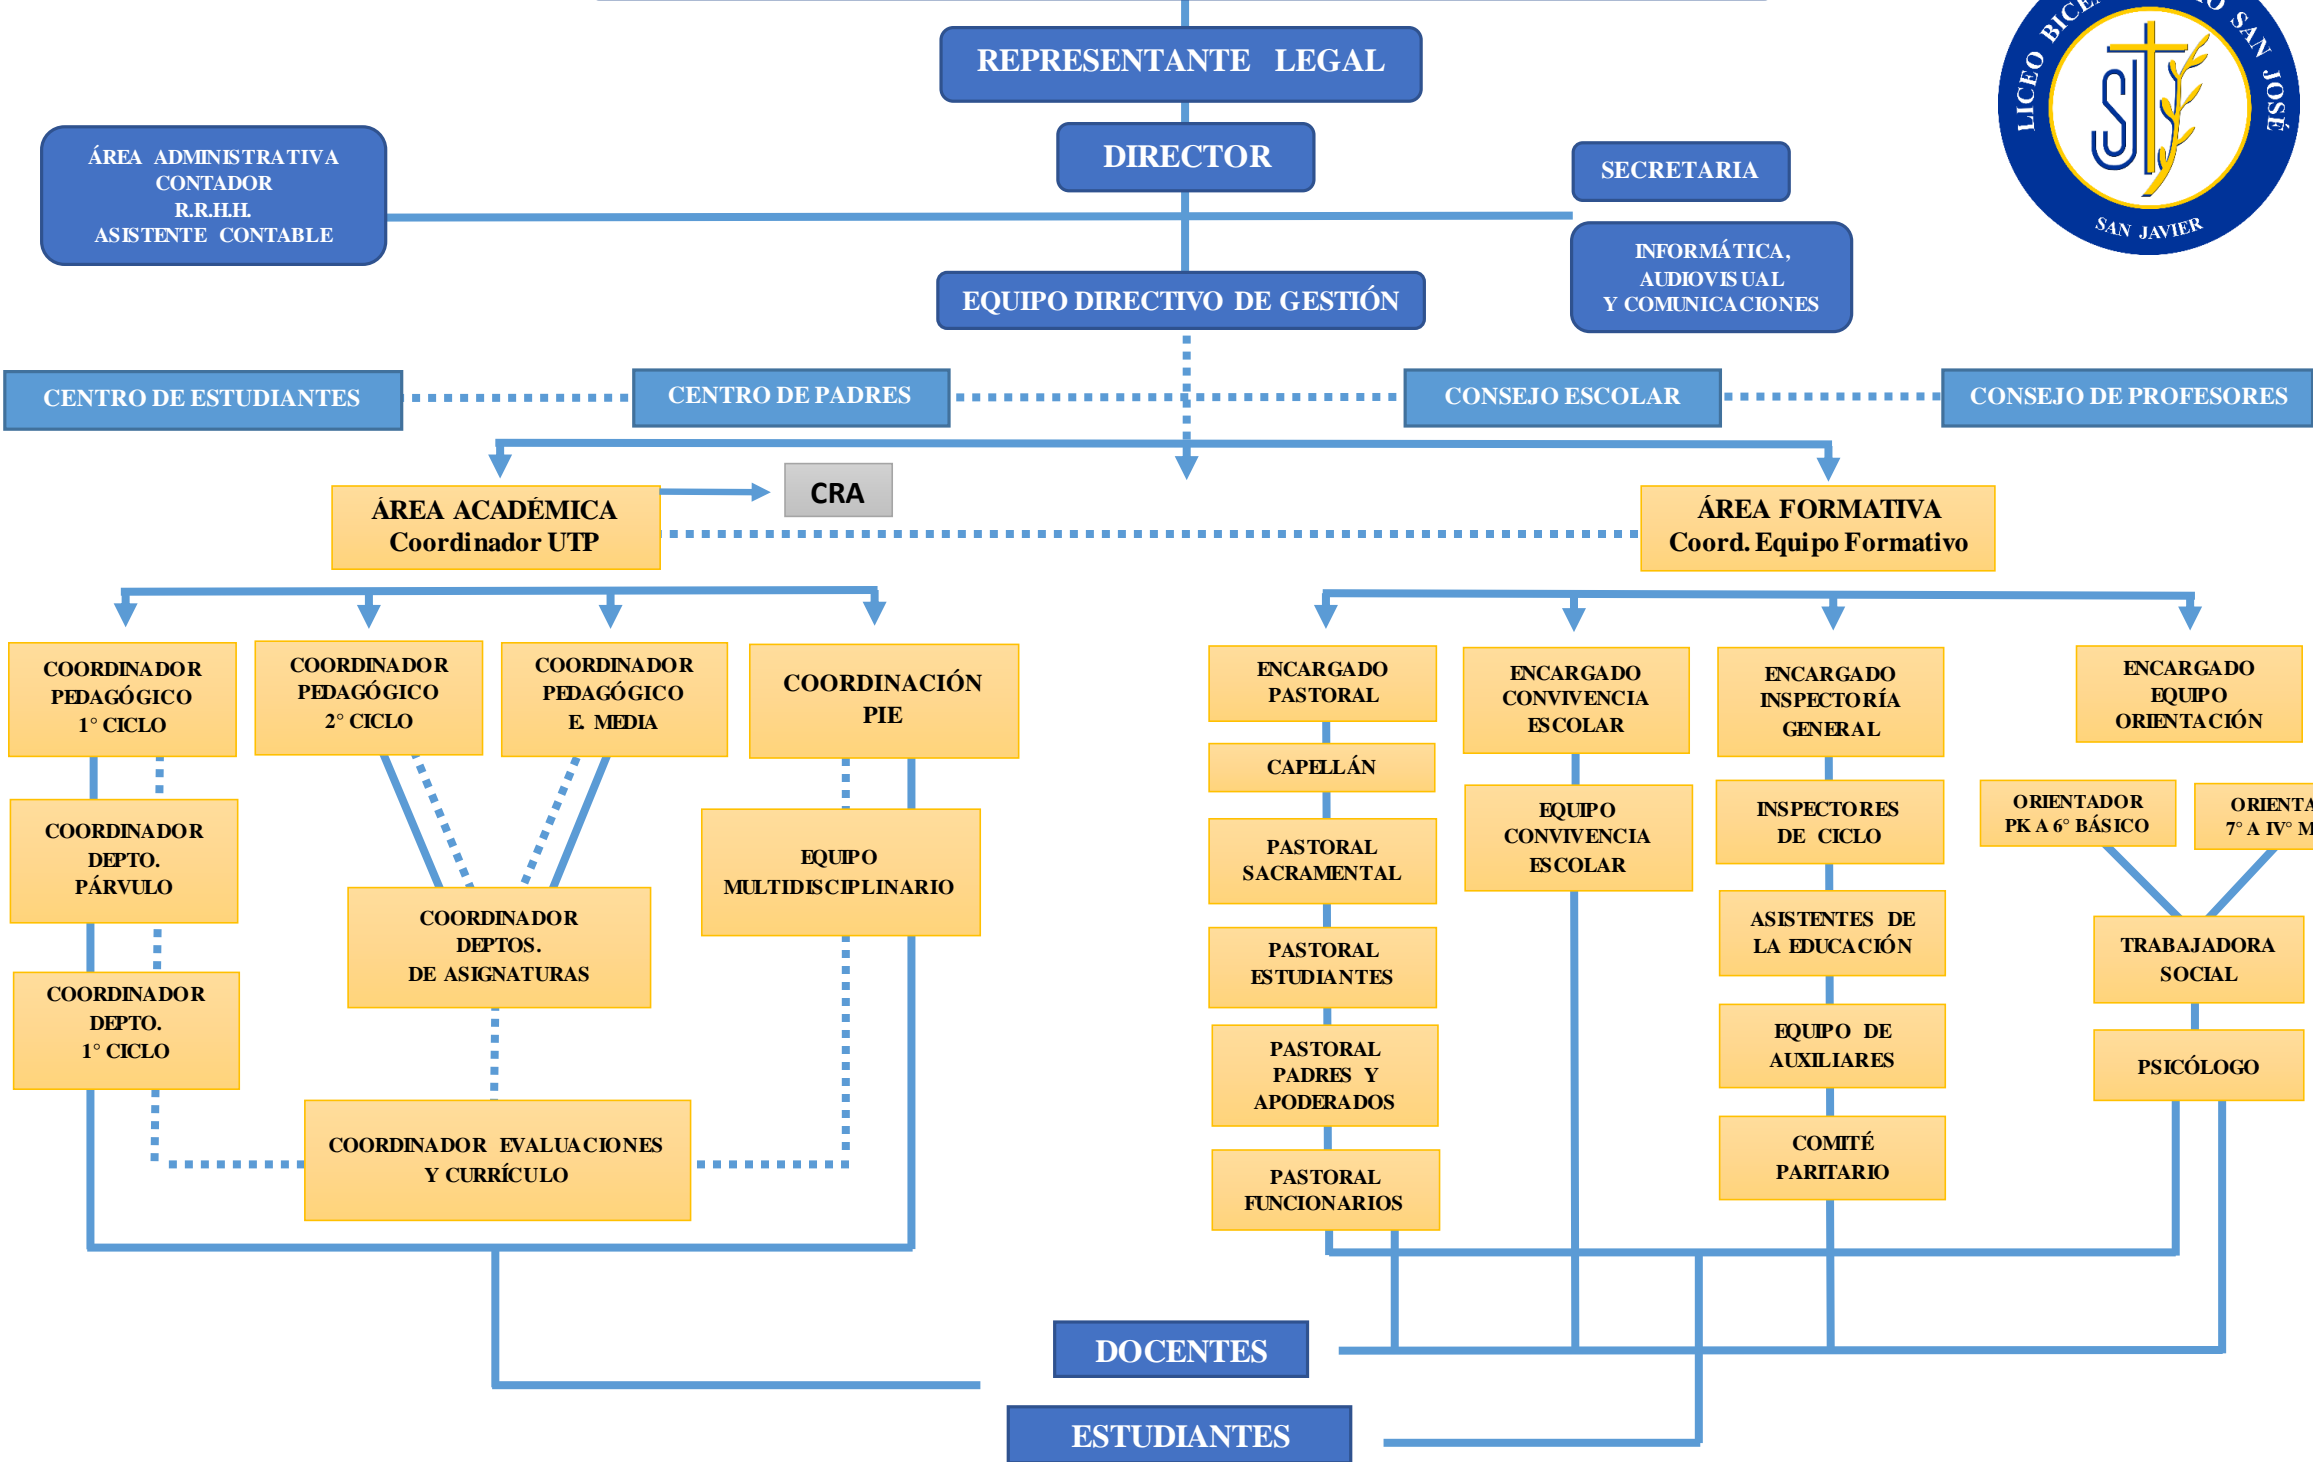 REPRESENTANTE LEGAL
LICEO
SAN JOSÉ
SAN JAVIER
DIRECTOR
ÁREA ADMINISTRATIVA
CONTADOR
R.R.H.H.
ASISTENTE CONTABLE
SECRETARIA
INFORMÁTICA,
AUDIOVISUAL
Y COMUNICACIONES
EQUIPO DIRECTIVO DE GESTIÓN
CENTRO DE ESTUDIANTES
CENTRO DE PADRES
CONSEJO ESCOLAR
CONSEJO DE PROFESORES
ÁREA ACADÉMICA
Coordinador UTP
CRA
ÁREA FORMATIVA
Coord. Equipo Formativo
COORDINADOR
PEDAGÓGICO
1° CICLO
COORDINADOR
PEDAGÓGICO
2° CICLO
COORDINADOR
PEDAGÓGICO
E. MEDIA
COORDINACIÓN
PIE
ENCARGADO
PASTORAL
ENCARGADO
CONVIVENCIA
ESCOLAR
ENCARGADO
INSPECTORÍA
GENERAL
ENCARGADO
EQUIPO
ORIENTACIÓN
CAPELLÁN
COORDINADOR
DEPTO.
PÁRVULO
EQUIPO
MULTIDISCIPLINARIO
PASTORAL
SACRAMENTAL
EQUIPO
CONVIVENCIA
ESCOLAR
INSPECTORES
DE CICLO
ORIENTADOR
PK A 6° BÁSICO
7° A IV°
COORDINADOR
DEPTOS.
DE ASIGNATURAS
PASTORAL
ESTUDIANTES
ASISTENTES DE
LA EDUCACIÓN
TRABAJADORA
SOCIAL
COORDINADOR
DEPTO.
1° CICLO
PASTORAL
PADRES Y
APODERADOS
EQUIPO DE
AUXILIARES
PSICÓLOGO
COORDINADOR EVALUACIONES
Y CURRÍCULO
PASTORAL
FUNCIONARIOS
COMITÉ
PARITARIO
DOCENTES
ESTUDIANTES